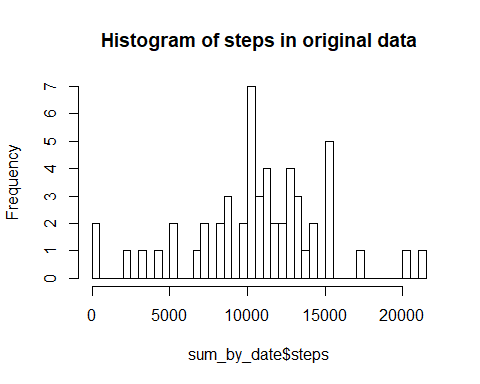 Histogram of steps in original data
Frequency
7
6
5
4
3
2
1
0
0 5000 10000 15000 20000
sum_by_date$steps